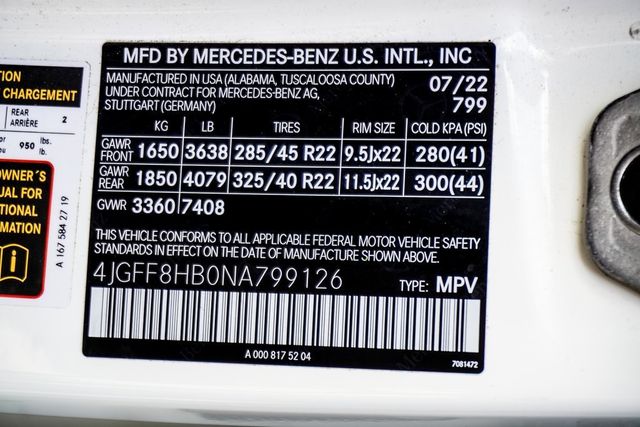 MFD BY MERCEDES-BENZ U.S. INTL., INC
MANUFACTURED IN USA (ALABAMA, TUSCALOOSA COUNTY)
UNDER CONTRACT FOR MERCEDES-BENZ AG,
STUTTGART (GERMANY)
07/22
799
KG LB TIRES RIM SIZE COLD KPA (PSI)
GAWR FRONT 1650 3638 285/45 R22 9.5Jx22 280(41)
GAWR REAR 1850 4079 325/40 R22 11.5Jx22 300(44)
GWR 3360 7408
THIS VEHICLE CONFORMS TO ALL APPLICABLE FEDERAL MOTOR VEHICLE SAFETY
STANDARDS IN EFFECT ON THE DATE OF MANUFACTURE SHOWN ABOVE.
4JGFF8HB0NA799126
TYPE: MPV
A 000 817 52 04
7081472
TION
CHARGEMENT
REAR
ARRIÈRE 2
or 950 lbs.
lb.
OWNER´S
UAL FOR
TIONAL
RMATION
A 167 584 27 19